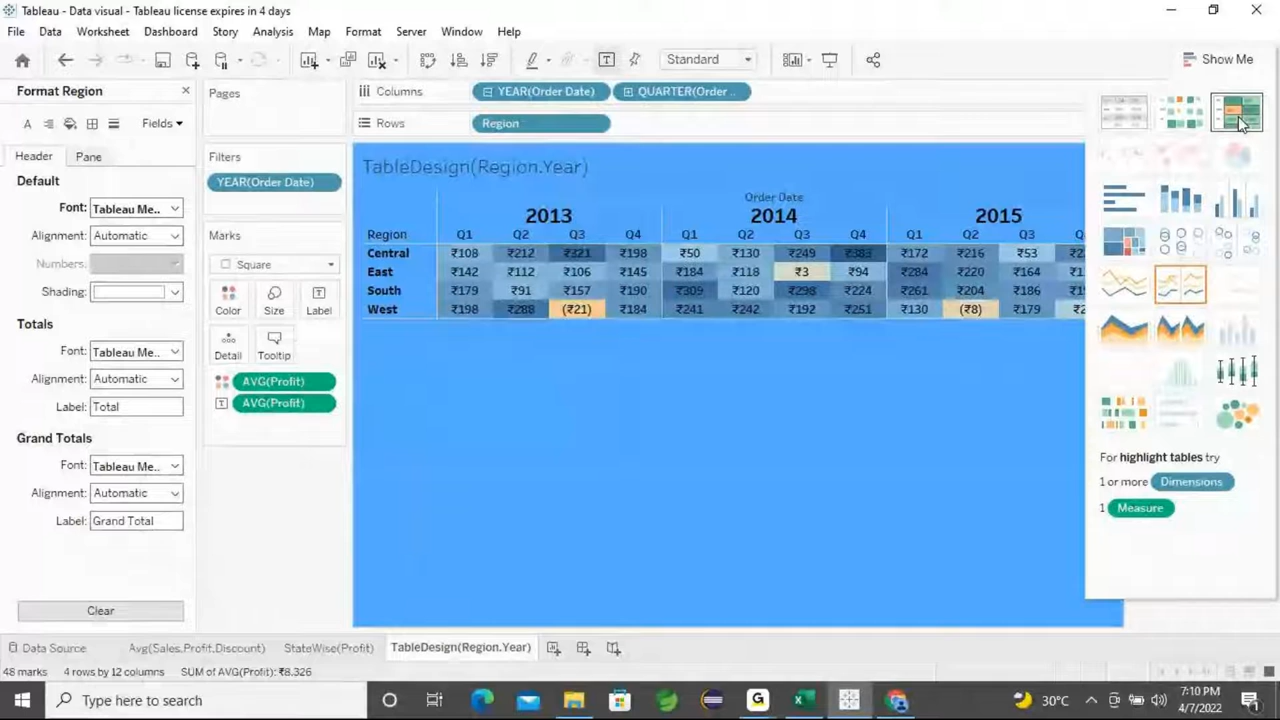 Tableau - Data visual - Tableau license expires in 4 days
File Data Worksheet Dashboard Story Analysis Map Format Server Window Help
Standard
Show Me
Format Region
Fields
Header Pane
Default
Font: Tableau Me..
Alignment: Automatic
Numbers:
Shading:
Totals
Font: Tableau Me..
Alignment: Automatic
Label: Total
Grand Totals
Font: Tableau Me..
Alignment: Automatic
Label: Grand Total
Clear
Pages
Filters
YEAR(Order Date)
Marks
Square
Color Size Label
Detail Tooltip
AVG(Profit)
AVG(Profit)
Columns YEAR(Order Date) QUARTER(Order ..
Rows Region
TableDesign(Region.Year)
Order Date
2013 2014 2015
Region Q1 Q2 Q3 Q4 Q1 Q2 Q3 Q4 Q1 Q2 Q3
Central ₹108 ₹212 ₹321 ₹198 ₹50 ₹130 ₹249 ₹383 ₹172 ₹216 ₹53
East ₹142 ₹112 ₹106 ₹145 ₹184 ₹118 ₹3 ₹94 ₹284 ₹220 ₹164
South ₹179 ₹91 ₹157 ₹190 ₹309 ₹120 ₹298 ₹224 ₹261 ₹204 ₹186
West ₹198 ₹288 (₹21) ₹184 ₹241 ₹242 ₹192 ₹251 ₹130 (₹8) ₹179
For highlight tables try
1 or more Dimensions
1 Measure
Data Source Avg(Sales.Profit.Discount) StateWise(Profit) TableDesign(Region.Year)
48 marks 4 rows by 12 columns SUM of AVG(Profit): ₹8.326
Type here to search
30°C
7:10 PM
4/7/2022